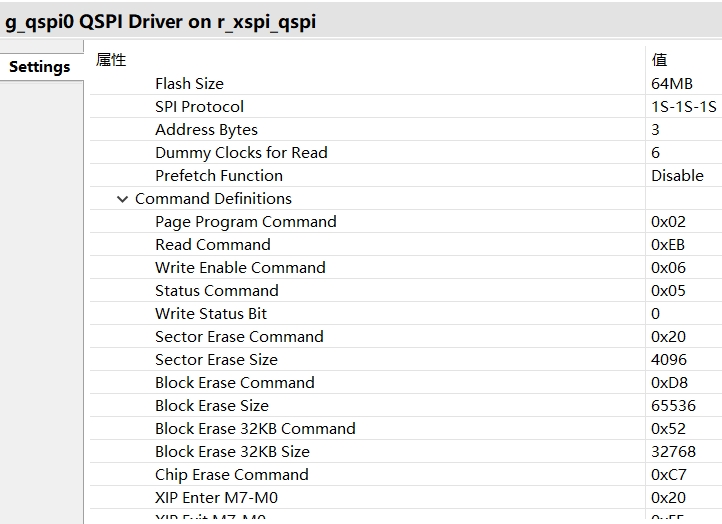 g_qspi0 QSPI Driver on r_xspi_qspi
Settings
属性 值
Flash Size 64MB
SPI Protocol 1S-1S-1S
Address Bytes 3
Dummy Clocks for Read 6
Prefetch Function Disable
Command Definitions
Page Program Command 0x02
Read Command 0xEB
Write Enable Command 0x06
Status Command 0x05
Write Status Bit 0
Sector Erase Command 0x20
Sector Erase Size 4096
Block Erase Command 0xD8
Block Erase Size 65536
Block Erase 32KB Command 0x52
Block Erase 32KB Size 32768
Chip Erase Command 0xC7
XIP Enter M7-M0 0x20
XIP Exit M7-M0